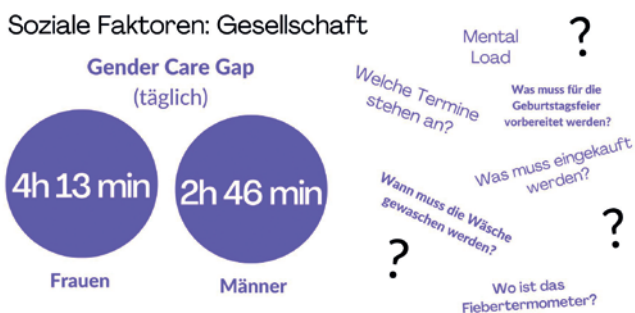 Soziale Faktoren: Gesellschaft
Gender Care Gap
(täglich)
4h 13 min
2h 46 min
Frauen
Männer
Mental
Load
?
Welche Termine
stehen an?
Was muss für die
Geburtstagsfeier
vorbereitet werden?
Was muss eingekauft
werden?
Wann muss die Wäsche
gewaschen werden?
?
?
Wo ist das
Fiebertermometer?